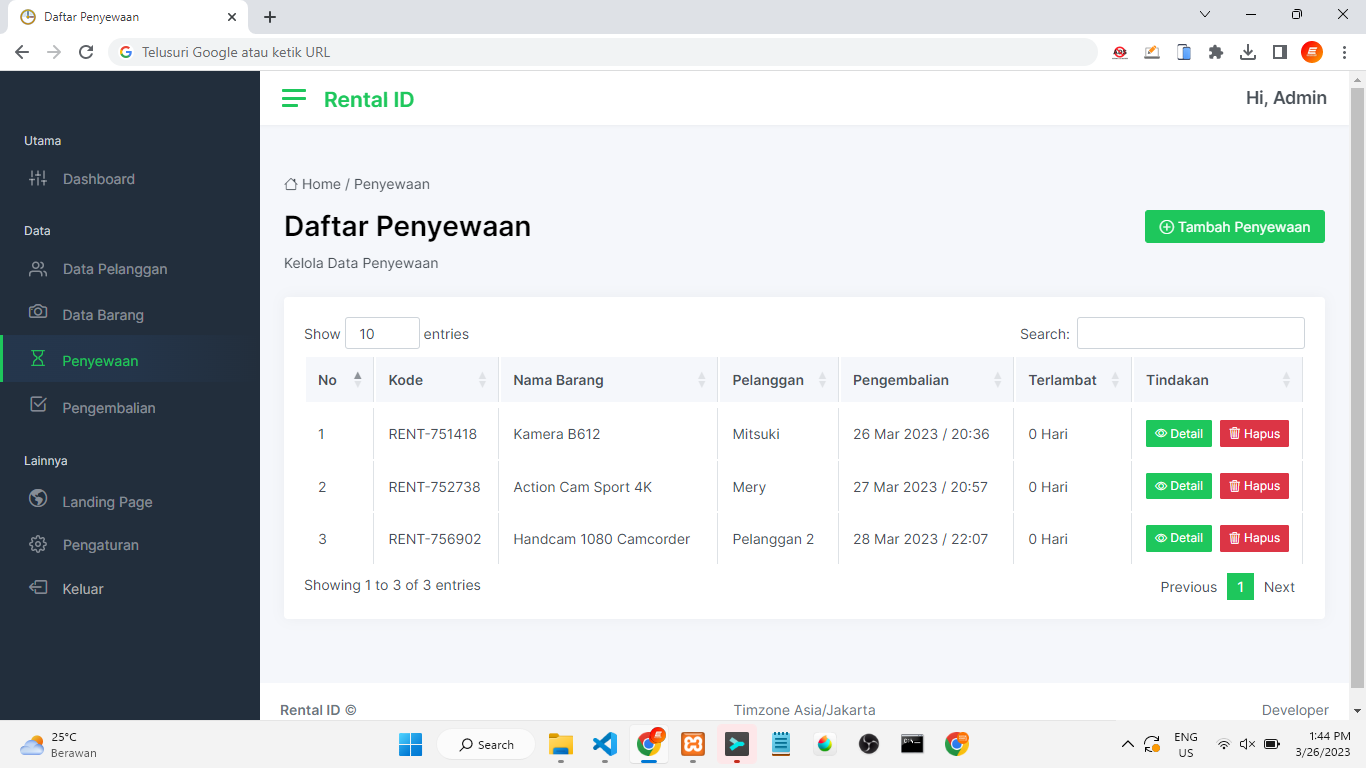 Daftar Penyewaan
Telusuri Google atau ketik URL
Rental ID
Hi, Admin
Utama
Dashboard
Data
Data Pelanggan
Data Barang
Penyewaan
Pengembalian
Lainnya
Landing Page
Pengaturan
Keluar
Home / Penyewaan
Daftar Penyewaan
Tambah Penyewaan
Kelola Data Penyewaan
Show 10 entries Search:
No Kode Nama Barang Pelanggan Pengembalian Terlambat Tindakan
1 RENT-751418 Kamera B612 Mitsuki 26 Mar 2023 / 20:36 0 Hari Detail Hapus
2 RENT-752738 Action Cam Sport 4K Mery 27 Mar 2023 / 20:57 0 Hari Detail Hapus
3 RENT-756902 Handcam 1080 Camcorder Pelanggan 2 28 Mar 2023 / 22:07 0 Hari Detail Hapus
Showing 1 to 3 of 3 entries Previous 1 Next
Rental ID © Timzone Asia/Jakarta Developer
25°C
Berawan
Search
ENG
US
1:44 PM
3/26/2023